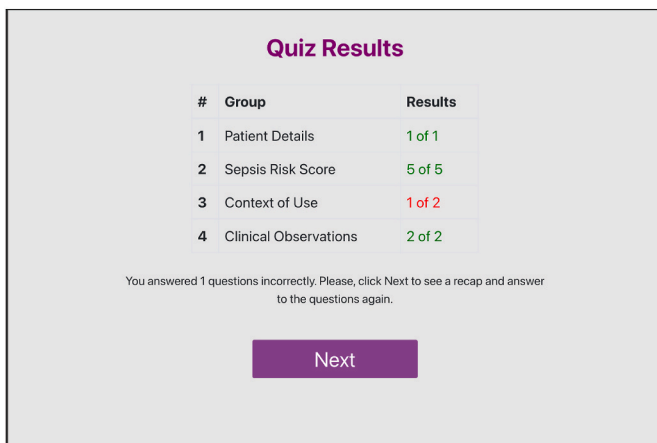 Quiz Results
# Group Results
1 Patient Details 1 of 1
2 Sepsis Risk Score 5 of 5
3 Context of Use 1 of 2
4 Clinical Observations 2 of 2
You answered 1 questions incorrectly. Please, click Next to see a recap and answer
to the questions again.
Next